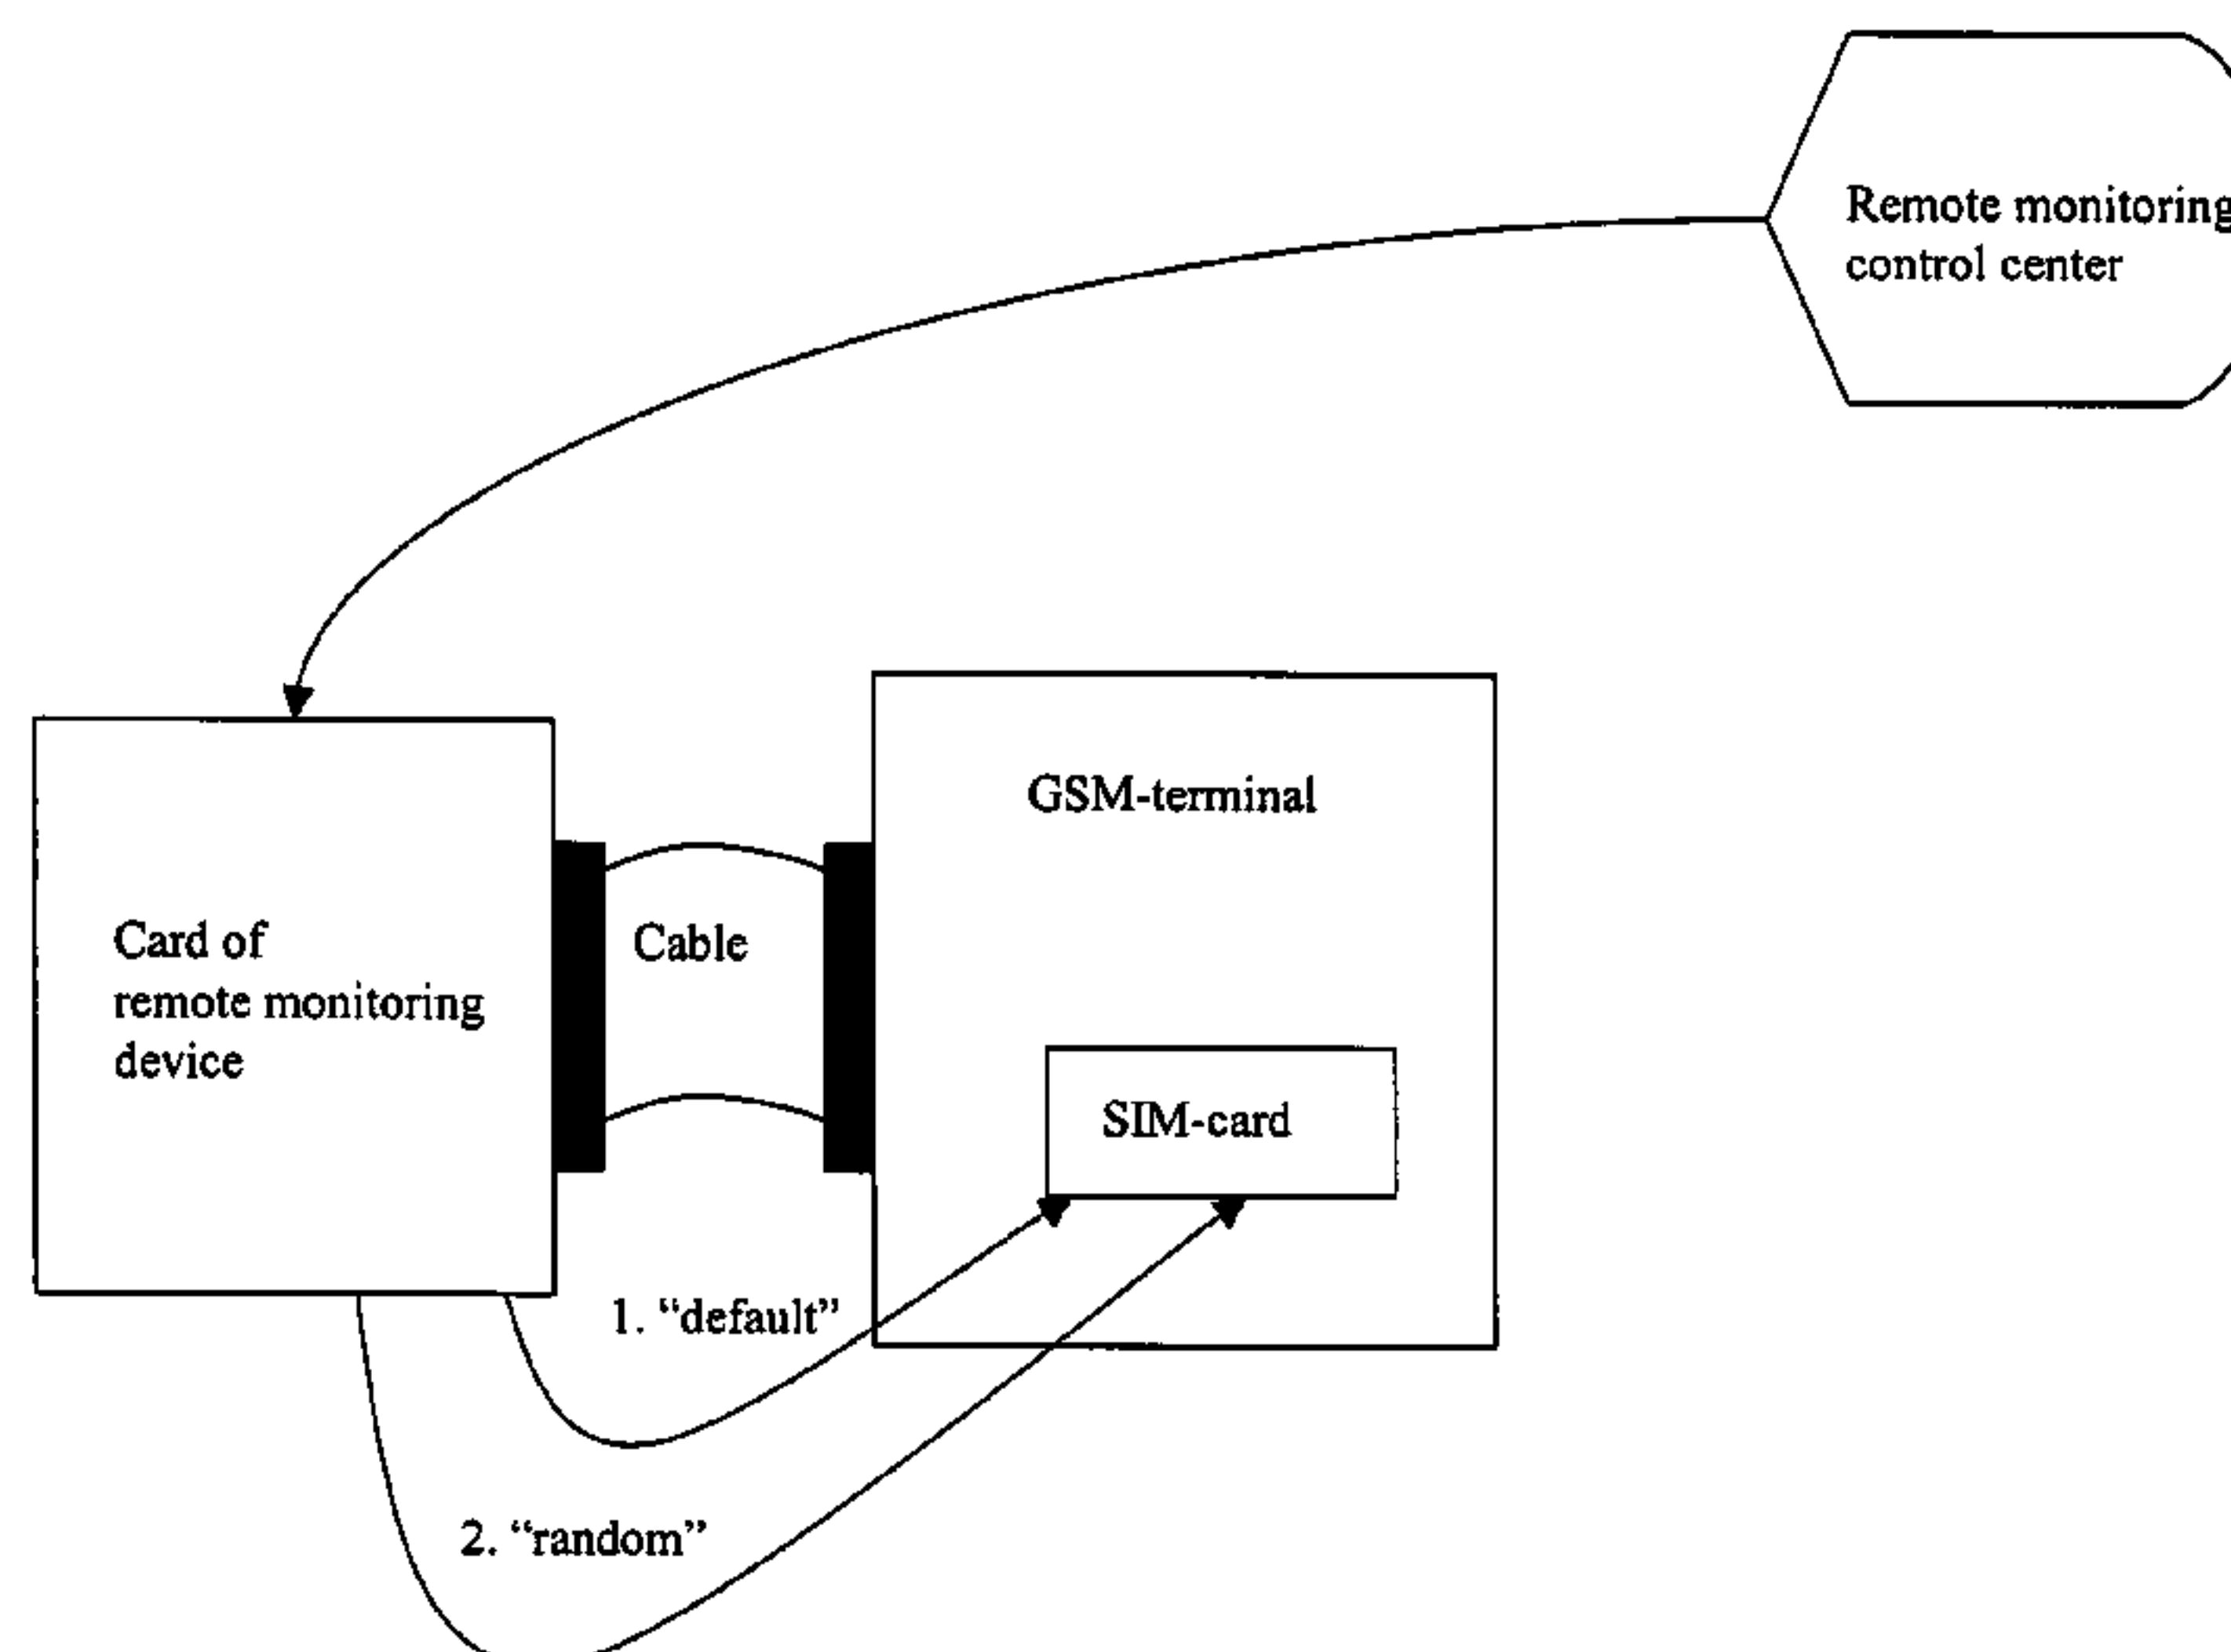 Remote monitoring
control center
GSM-terminal
Card of
remote monitoring
device
Cable
SIM-card
1. “default”
2. “random”